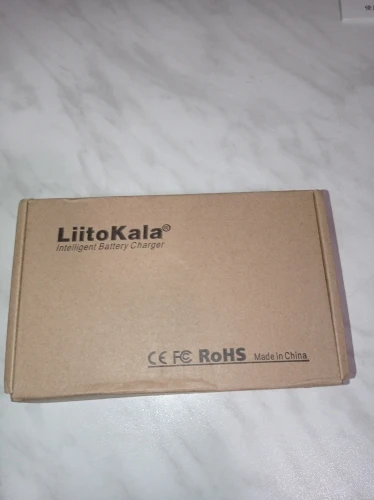 LiitoKala®
Intelligent Battery Charger
CE FC RoHS Made in China